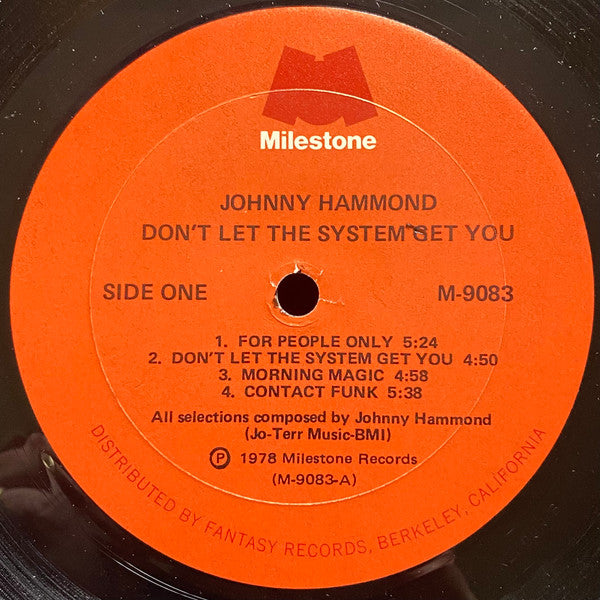 Milestone
JOHNNY HAMMOND
DON'T LET THE SYSTEM GET YOU
SIDE ONE
M-9083
1. FOR PEOPLE ONLY 5:24
2. DON'T LET THE SYSTEM GET YOU 4:50
3. MORNING MAGIC 4:58
4. CONTACT FUNK 5:38
All selections composed by Johnny Hammond
(Jo-Terr Music-BMI)
Ⓟ 1978 Milestone Records
(M-9083-A)
DISTRIBUTED BY FANTASY RECORDS, BERKELEY, CALIFORNIA